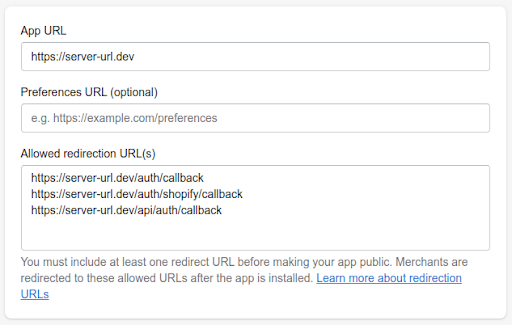 App URL
https://server-url.dev
Preferences URL (optional)
e.g. https://example.com/preferences
Allowed redirection URL(s)
https://server-url.dev/auth/callback
https://server-url.dev/auth/shopify/callback
https://server-url.dev/api/auth/callback
You must include at least one redirect URL before making your app public. Merchants are
redirected to these allowed URLs after the app is installed. Learn more about redirection
URLs